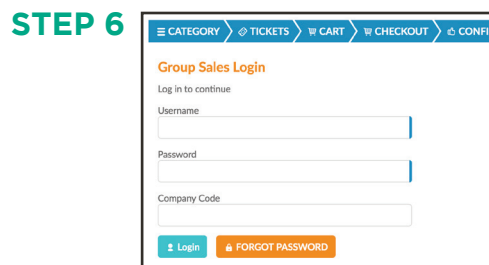 STEP 6
CATEGORY TICKETS CART CHECKOUT
Group Sales Login
Log in to continue
Username
Password
Company Code
Login FORGOT PASSWORD